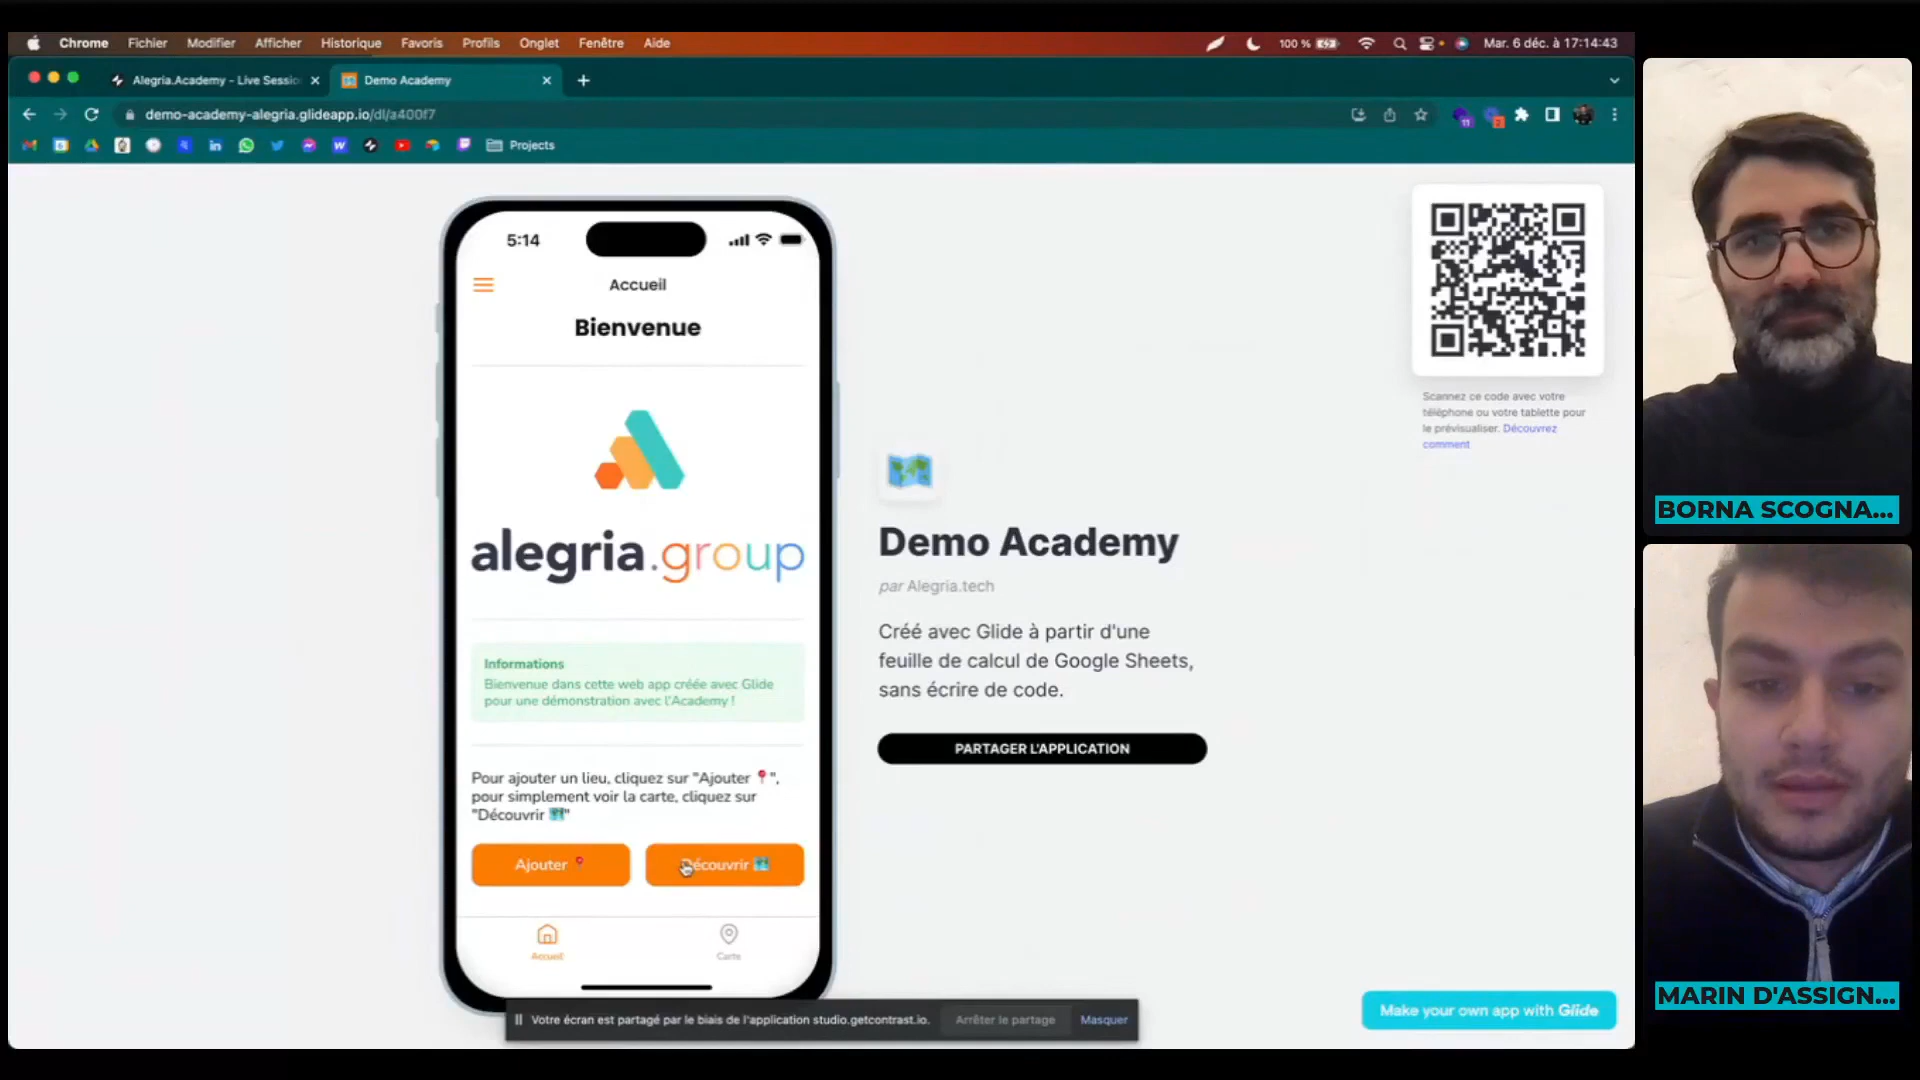 Chrome Fichier Modifier Afficher Historique Favoris Profils Onglet Fenêtre Aide
100 % Mar. 6 déc. à 17:14:43
Alegria.Academy - Live Sessio
Demo Academy
demo-academy-alegria.glideapp.io/dl/a400f7
Projects
5:14
Accueil
Bienvenue
alegria.group
Informations
Bienvenue dans cette web app créée avec Glide
pour une démonstration avec l'Academy !
Pour ajouter un lieu, cliquez sur "Ajouter 📍",
pour simplement voir la carte, cliquez sur
"Découvrir 🗺️"
Ajouter 📍
Découvrir 🗺️
Accueil
Carte
Demo Academy
par Alegria.tech
Créé avec Glide à partir d'une
feuille de calcul de Google Sheets,
sans écrire de code.
PARTAGER L'APPLICATION
Scannez ce code avec votre
téléphone ou votre tablette pour
le prévisualiser. Découvrez
comment
Votre écran est partagé par le biais de l'application studio.getcontrast.io.
Arrêter le partage
Masquer
Make your own app with Glide
BORNA SCOGNA...
MARIN D'ASSIGN...